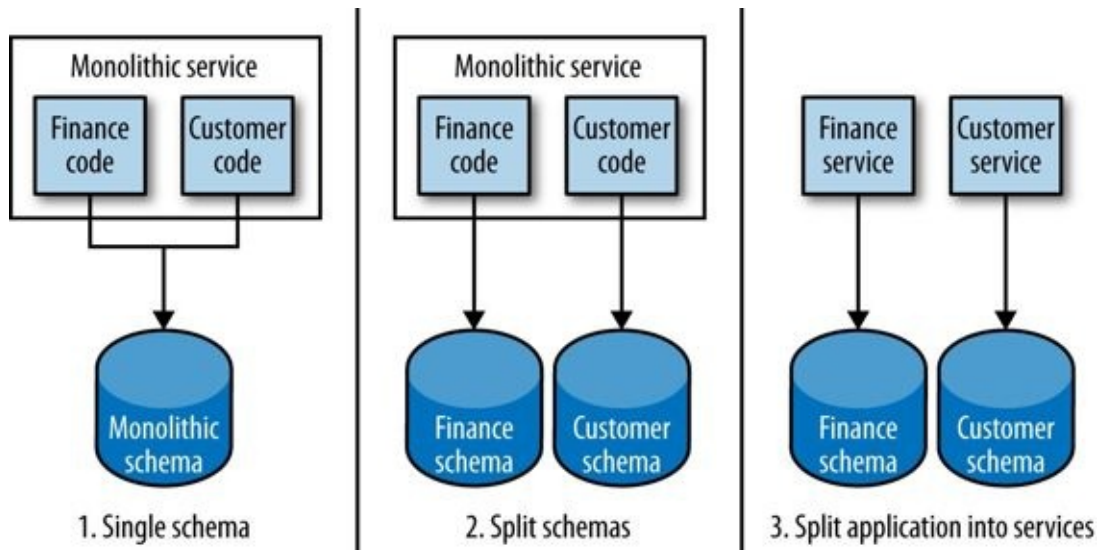 Monolithic service
Finance
code
Customer
code
Monolithic
schema
1. Single schema
Monolithic service
Finance
code
Customer
code
Finance
schema
Customer
schema
2. Split schemas
Finance
service
Customer
service
Finance
schema
Customer
schema
3. Split application into services